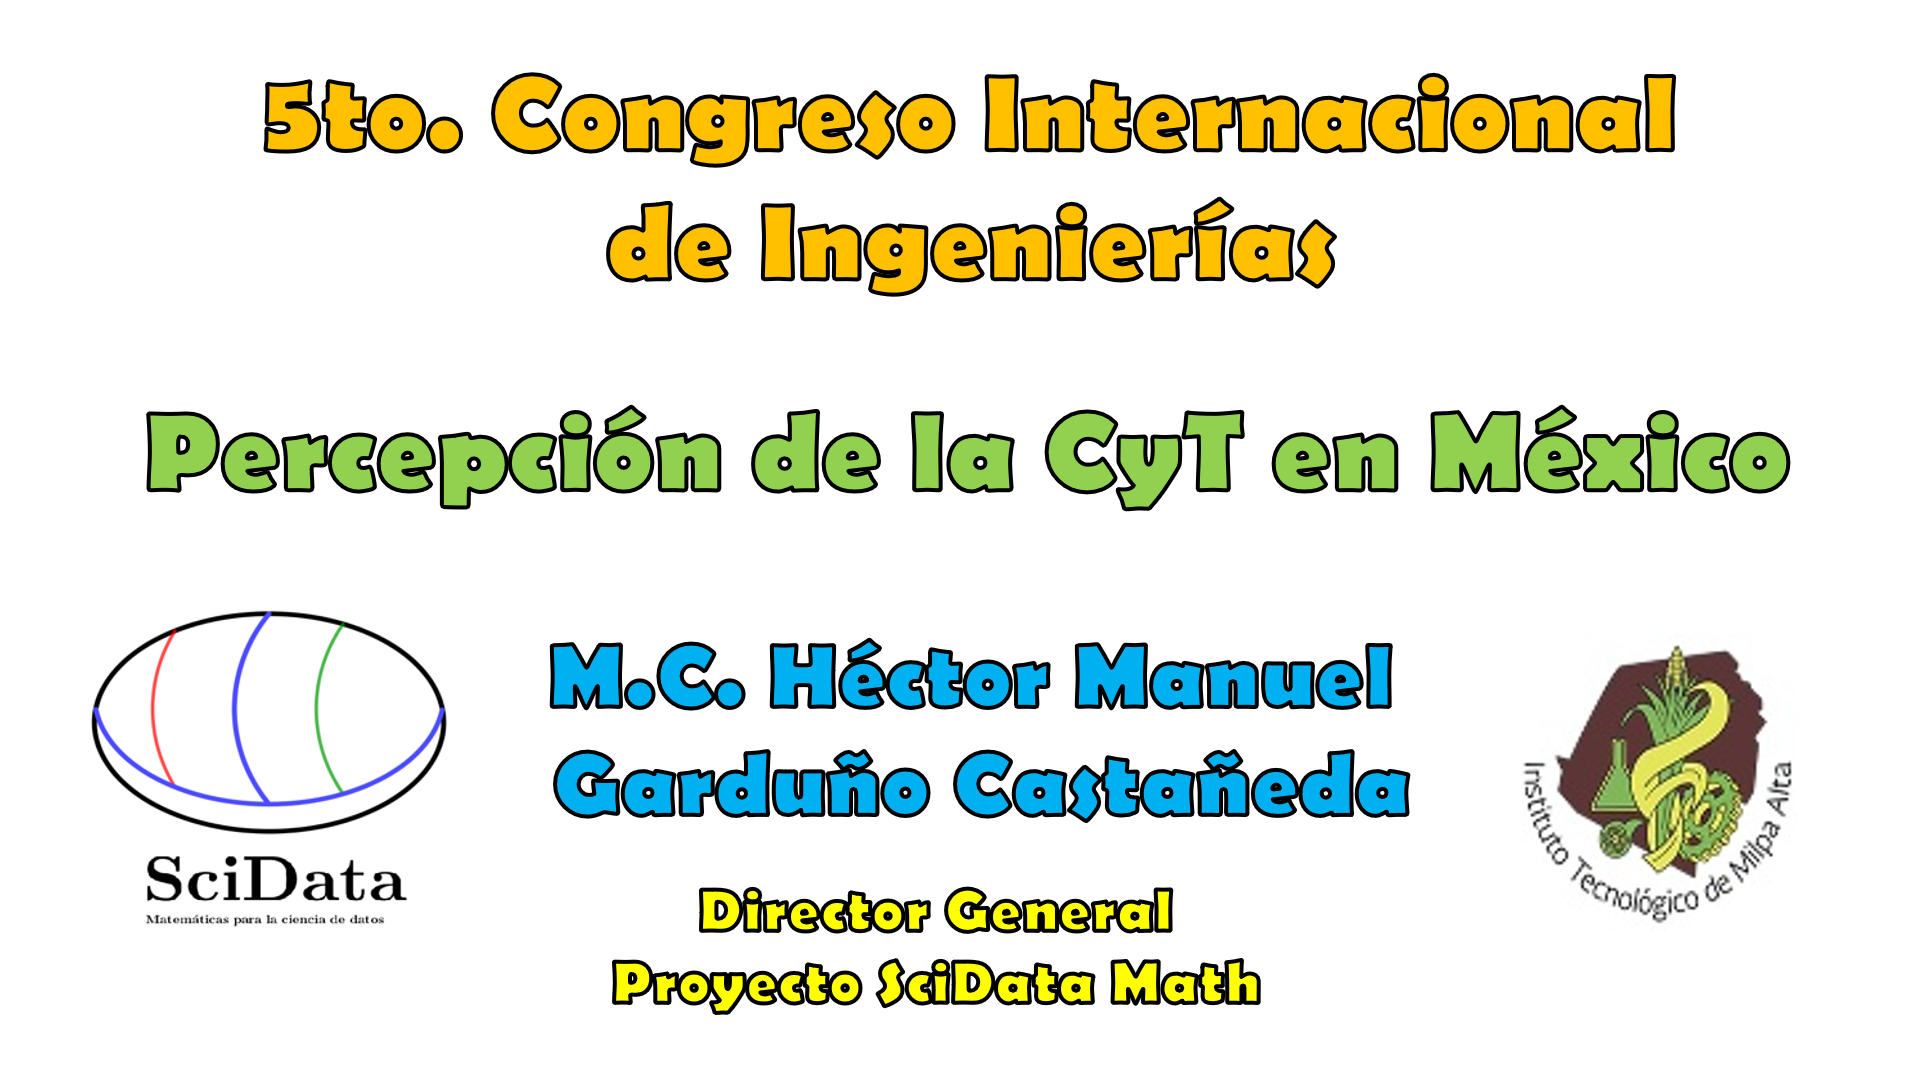 5to. Congreso Internacional
de Ingenierías
Percepción de la CyT en México
M.C. Héctor Manuel
Garduño Castañeda
SciData
Matemáticas para la ciencia de datos
Director General
Proyecto SciData Math
Instituto Tecnológico de Milpa Alta